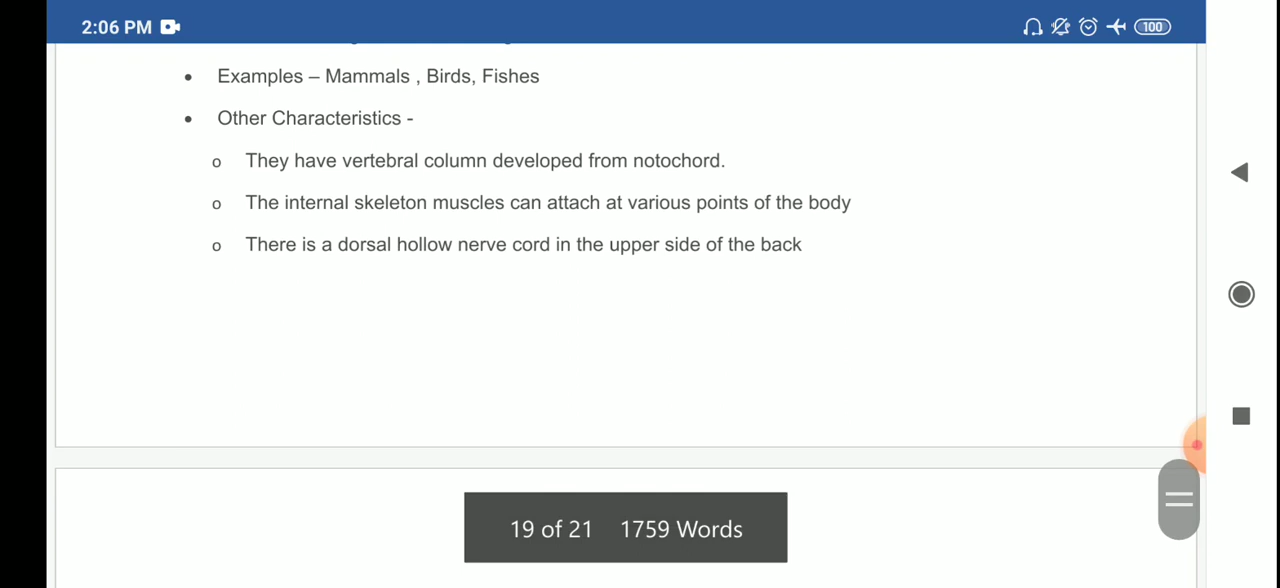 2:06 PM
100
• Examples – Mammals , Birds, Fishes
• Other Characteristics -
o They have vertebral column developed from notochord.
o The internal skeleton muscles can attach at various points of the body
o There is a dorsal hollow nerve cord in the upper side of the back
19 of 21 1759 Words